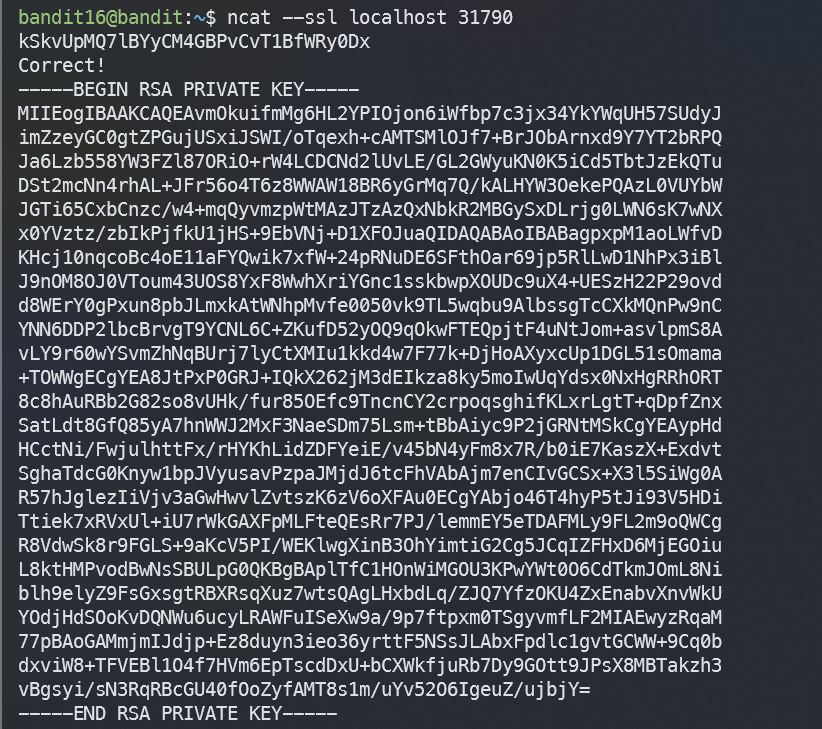 bandit16@bandit:~$ ncat --ssl localhost 31790
kSkvUpMQ7lBYyCM4GBPvCvT1BfWRy0Dx
Correct!
-----BEGIN RSA PRIVATE KEY-----
MIIEogIBAAKCAQEAvmOkuifmMg6HL2YPIOjon6iWfbp7c3jx34YkYWqUH57SUdyJ
imZzeyGC0gtZPGujUSxiJSWI/oTqexh+cAMTSMlOJf7+BrJObArnxd9Y7YT2bRPQ
Ja6Lzb558YW3FZl87ORiO+rW4LCDCNd2lUvLE/GL2GWyuKN0K5iCd5TbtJzEkQTu
DSt2mcNn4rhAL+JFr56o4T6z8WWAW18BR6yGrMq7Q/kALHYW3OekePQAzL0VUYbW
JGTi65CxbCnzc/w4+mqQyvmzpWtMAzJTzAzQxNbkR2MBGySxDLrjg0LWN6sK7wNX
x0YVztz/zbIkPjfkU1jHS+9EbVNj+D1XFOJuaQIDAQABAoIBABagpxpM1aoLWfvD
KHcj10nqcoBc4oE11aFYQwik7xfW+24pRNuDE6SFthOar69jp5RlLwD1NhPx3iBl
J9nOM8OJ0VToum43UOS8YxF8WwhXriYGnc1sskbwpXOUDc9uX4+UESzH22P29ovd
d8WErY0gPxun8pbJLmxkAtWNhpMvfe0050vk9TL5wqbu9AlbssgTcCXkMQnPw9nC
YNN6DDP2lbcBrvgT9YCNL6C+ZKufD52yOQ9qOkwFTEQpjtF4uNtJom+asvlpmS8A
vLY9r60wYSvmZhNqBUrj7lyCtXMIu1kkd4w7F77k+DjHoAXyxcUp1DGL51sOmama
+TOWWgECgYEA8JtPxP0GRJ+IQkX262jM3dEIkza8ky5moIwUqYdsx0NxHgRRhORT
8c8hAuRBb2G82so8vUHk/fur85OEfc9TncnCY2crpoqsghifKLxrLgtT+qDpfZnx
SatLdt8GfQ85yA7hnWWJ2MxF3NaeSDm75Lsm+tBbAiyc9P2jGRNtMSkCgYEAypHd
HCctNi/FwjulhttFx/rHYKhLidZDFYeiE/v45bN4yFm8x7R/b0iE7KaszX+Exdvt
SghaTdcG0Knyw1bpJVyusavPzpaJMjdJ6tcFhVAbAjm7enCIvGCSx+X3l5SiWg0A
R57hJglezIiVjv3aGwHwvlZvtszK6zV6oXFAu0ECgYAbjo46T4hyP5tJi93V5HDi
Ttiek7xRVxUl+iU7rWkGAXFpMLFteQEsRr7PJ/lemmEY5eTDAFMLy9FL2m9oQWCg
R8VdwSk8r9FGLS+9aKcV5PI/WEKlwgXinB3OhYimtiG2Cg5JCqIZFHxD6MjEGOiu
L8ktHMPvodBwNsSBULpG0QKBgBAplTfC1HOnWiMGOU3KPwYWt0O6CdTkmJOmL8Ni
blh9elyZ9FsGxsgtRBXRsqXuz7wtsQAgLHxbdLq/ZJQ7YfzOKU4ZxEnabvXnvWkU
YOdjHdSOoKvDQNWu6ucyLRAWFuISeXw9a/9p7ftpxm0TSgyvmfLF2MIAEwyzRqaM
77pBAoGAMmjmIJdjp+Ez8duyn3ieo36yrttF5NSsJLAbxFpdlc1gvtGCWW+9Cq0b
dxviW8+TFVEBl1O4f7HVm6EpTscdDxU+bCXWkfjuRb7Dy9GOtt9JPsX8MBTakzh3
vBgsyi/sN3RqRBcGU40fOoZyfAMT8s1m/uYv52O6IgeuZ/ujbjY=
-----END RSA PRIVATE KEY-----